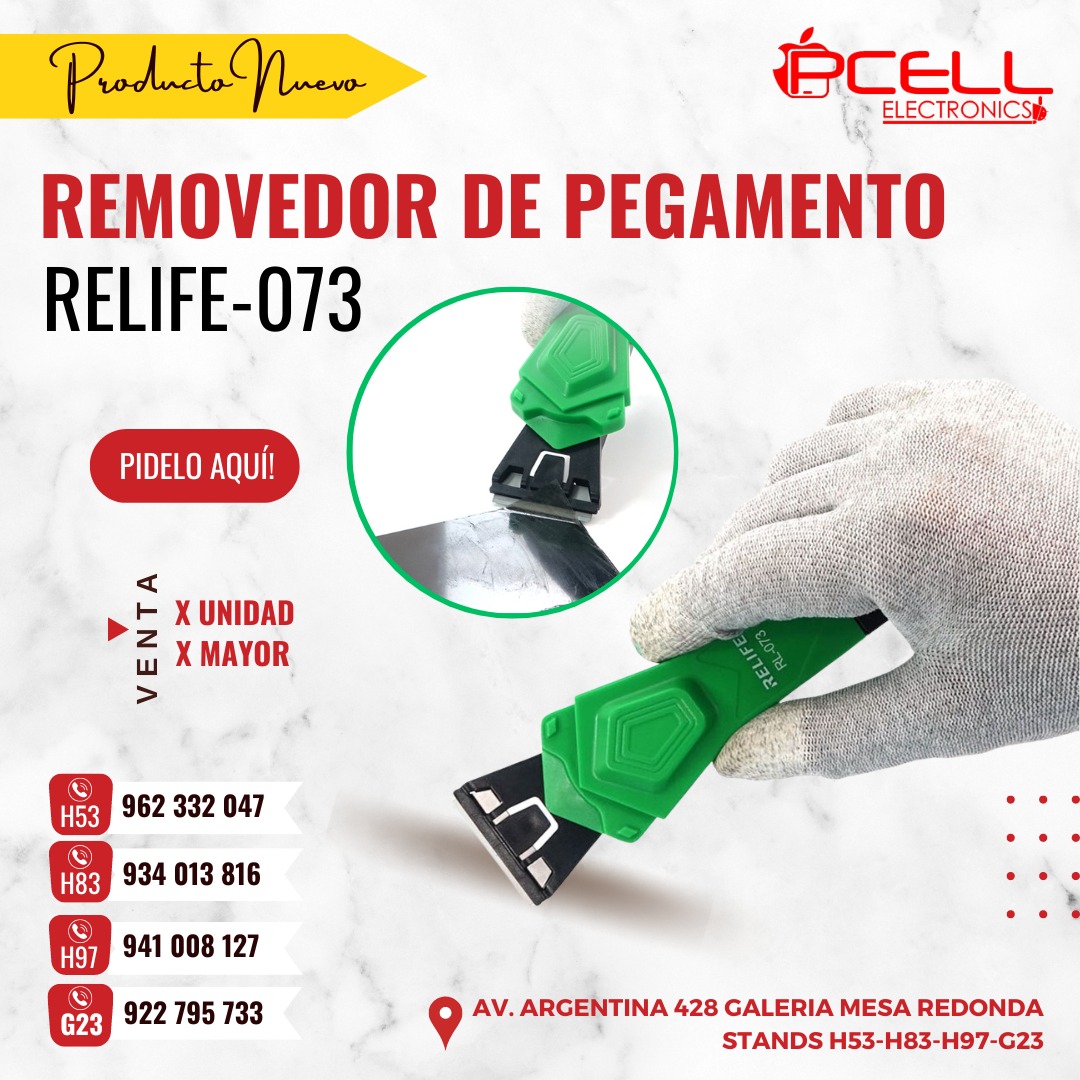 Producto Nuevo
PCELL
ELECTRONICS
REMOVEDOR DE PEGAMENTO
RELIFE-073
PIDELO AQUÍ!
VENTA
X UNIDAD
X MAYOR
RELIFE
RL-073
H53 962 332 047
H83 934 013 816
H97 941 008 127
G23 922 795 733
AV. ARGENTINA 428 GALERIA MESA REDONDA
STANDS H53-H83-H97-G23